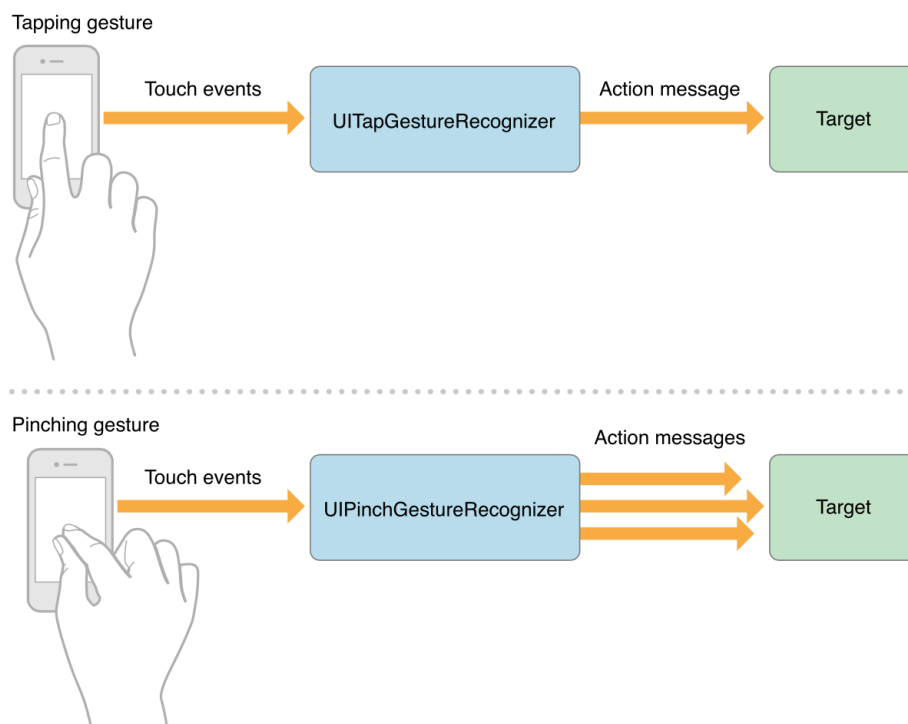 Tapping gesture
Touch events
UITapGestureRecognizer
Action message
Target
Pinching gesture
Touch events
UIPinchGestureRecognizer
Action messages
Target